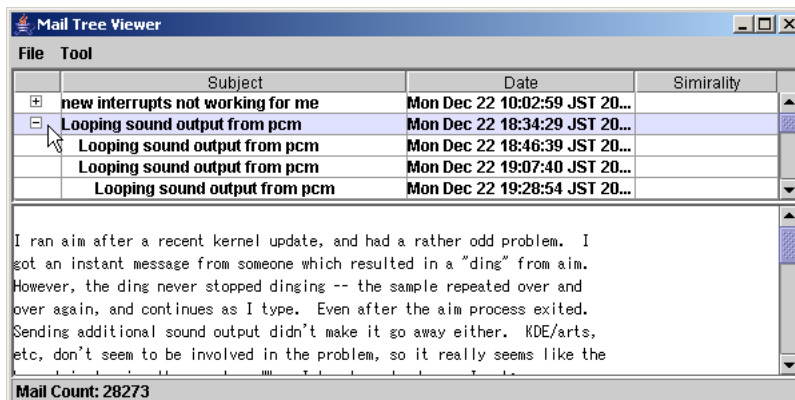 Mail Tree Viewer
File Tool
Subject Date Simirality
new interrupts not working for me Mon Dec 22 10:02:59 JST 20...
Looping sound output from pcm Mon Dec 22 18:34:29 JST 20...
Looping sound output from pcm Mon Dec 22 18:46:39 JST 20...
Looping sound output from pcm Mon Dec 22 19:07:40 JST 20...
Looping sound output from pcm Mon Dec 22 19:28:54 JST 20...
I ran aim after a recent kernel update, and had a rather odd problem. I
got an instant message from someone which resulted in a "ding" from aim.
However, the ding never stopped dinging -- the sample repeated over and
over again, and continues as I type. Even after the aim process exited.
Sending additional sound output didn't make it go away either. KDE/arts,
etc, don't seem to be involved in the problem, so it really seems like the
Mail Count: 28273